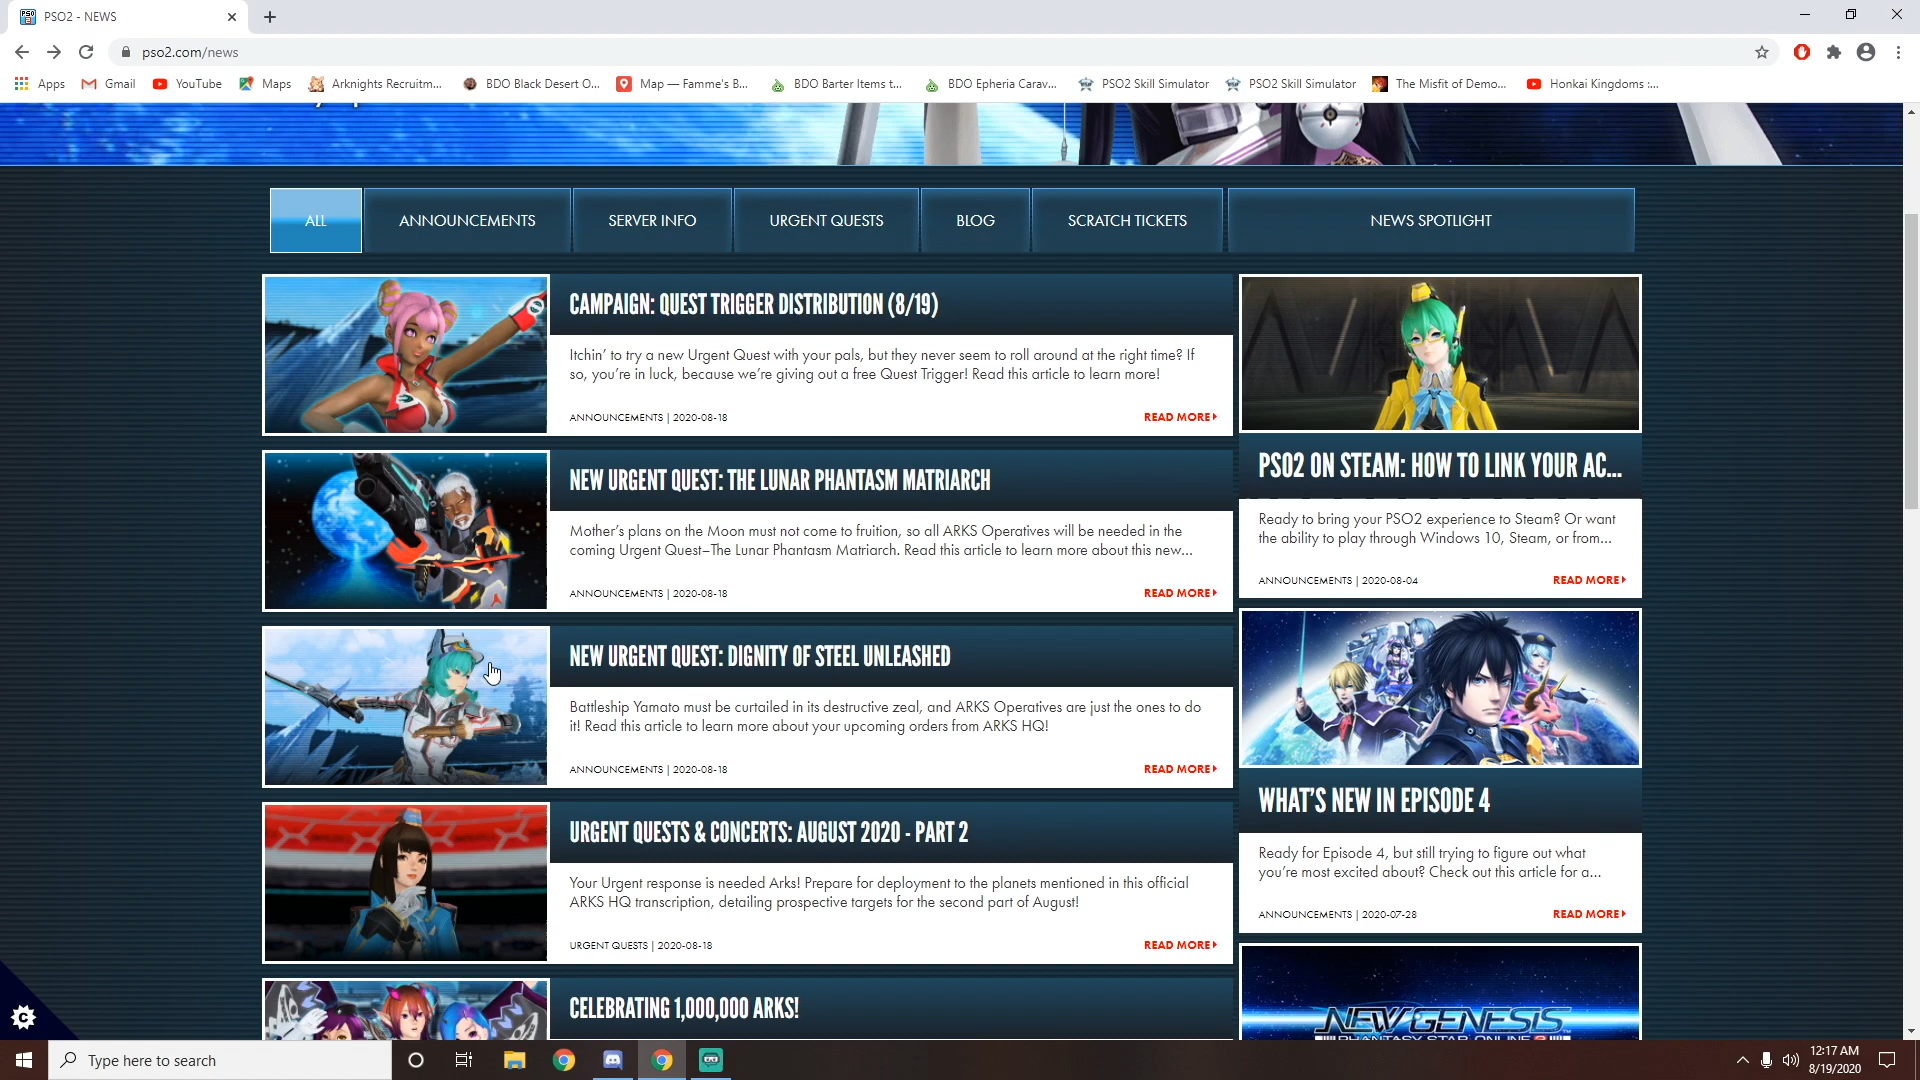 PSO2 - NEWS
pso2.com/news
Apps
Gmail
YouTube
Maps
Arknights Recruitm...
BDO Black Desert O...
Map — Famme's B...
BDO Barter Items t...
BDO Epheria Carav...
PSO2 Skill Simulator
PSO2 Skill Simulator
The Misfit of Demo...
Honkai Kingdoms :...
ALL
ANNOUNCEMENTS
SERVER INFO
URGENT QUESTS
BLOG
SCRATCH TICKETS
NEWS SPOTLIGHT
CAMPAIGN: QUEST TRIGGER DISTRIBUTION (8/19)
Itchin' to try a new Urgent Quest with your pals, but they never seem to roll around at the right time? If
so, you're in luck, because we're giving out a free Quest Trigger! Read this article to learn more!
ANNOUNCEMENTS | 2020-08-18
READ MORE
NEW URGENT QUEST: THE LUNAR PHANTASM MATRIARCH
Mother's plans on the Moon must not come to fruition, so all ARKS Operatives will be needed in the
coming Urgent Quest–The Lunar Phantasm Matriarch. Read this article to learn more about this new...
ANNOUNCEMENTS | 2020-08-18
READ MORE
NEW URGENT QUEST: DIGNITY OF STEEL UNLEASHED
Battleship Yamato must be curtailed in its destructive zeal, and ARKS Operatives are just the ones to do
it! Read this article to learn more about your upcoming orders from ARKS HQ!
ANNOUNCEMENTS | 2020-08-18
READ MORE
URGENT QUESTS & CONCERTS: AUGUST 2020 - PART 2
Your Urgent response is needed Arks! Prepare for deployment to the planets mentioned in this official
ARKS HQ transcription, detailing prospective targets for the second part of August!
URGENT QUESTS | 2020-08-18
READ MORE
CELEBRATING 1,000,000 ARKS!
PSO2 ON STEAM: HOW TO LINK YOUR AC...
Ready to bring your PSO2 experience to Steam? Or want
the ability to play through Windows 10, Steam, or from...
ANNOUNCEMENTS | 2020-08-04
READ MORE
WHAT'S NEW IN EPISODE 4
Ready for Episode 4, but still trying to figure out what
you're most excited about? Check out this article for a...
ANNOUNCEMENTS | 2020-07-28
READ MORE
NEW GENESIS
PHANTASY STAR ONLINE 2
Type here to search
12:17 AM
8/19/2020